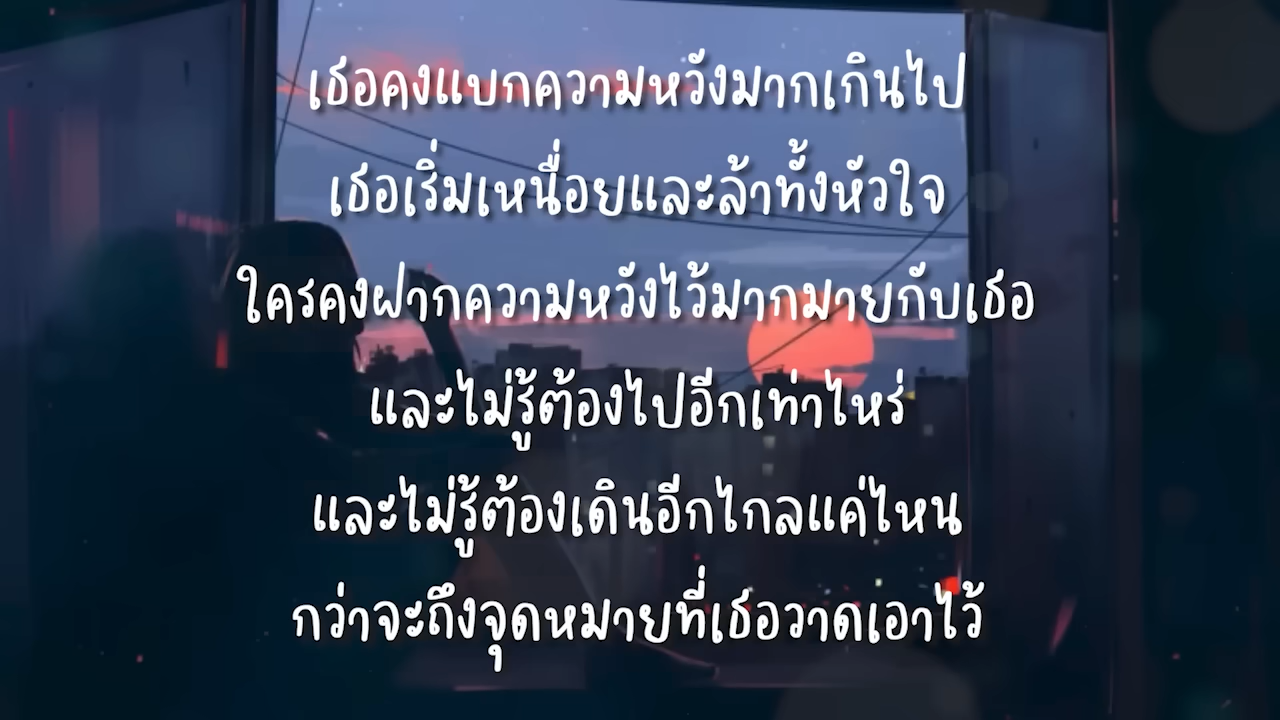 เธอคงแบกความหวังมากเกินไป
เธอเริ่มเหนื่อยและล้าทั้งหัวใจ
ใครคงฝากความหวังไว้มากมายกับเธอ
และไม่รู้ต้องไปอีกเท่าไหร่
และไม่รู้ต้องเดินอีกไกลแค่ไหน
กว่าจะถึงจุดหมายที่เธอวาดเอาไว้